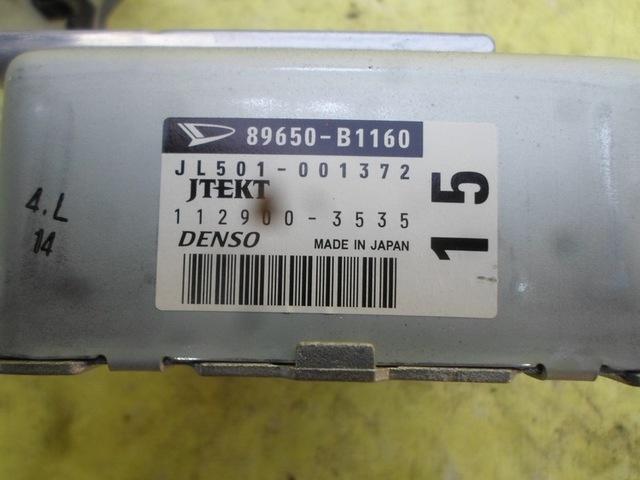 89650-B1160
JL501-001372
JTEKT
112900-3535
DENSO MADE IN JAPAN
15
4.L
14